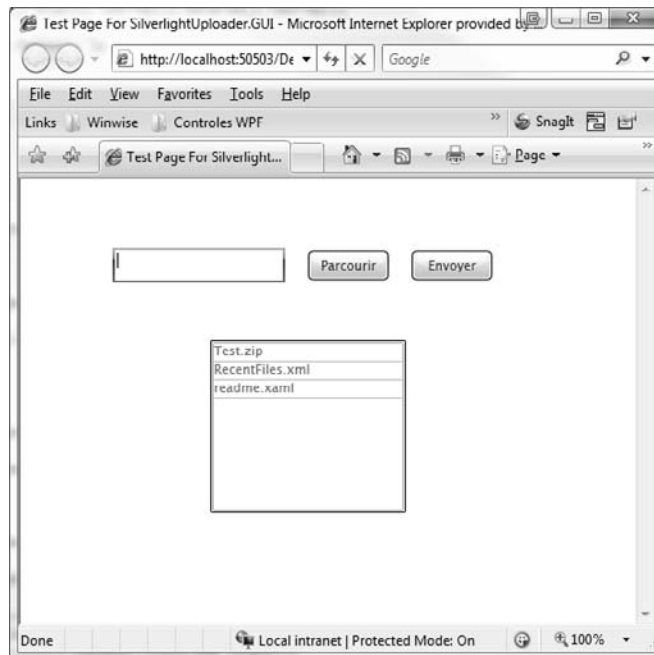 Test Page For SilverlightUploader.GUI - Microsoft Internet Explorer provided by
http://localhost:50503/De
Google
File Edit View Favorites Tools Help
Links Winwise Controles WPF » SnagIt
Test Page For Silverlight... Page »
Parcourir Envoyer
Test.zip
RecentFiles.xml
readme.xaml
Done Local intranet | Protected Mode: On 100%